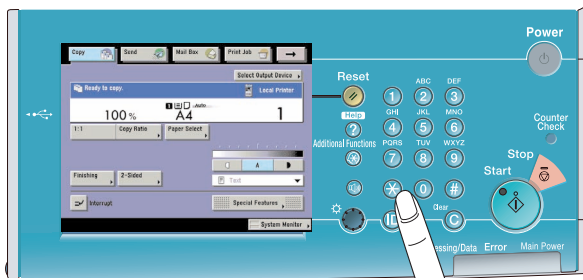 Power
Copy Send Mail Box Print Job
Select Output Device
Ready to copy. Local Printer
100 % A4 Auto 1
1:1 Copy Ratio Paper Select
A
Text
Finishing 2-Sided
Interrupt Special Features
System Monitor
Reset
Help
Additional Functions
ABC DEF
1 2 3
GHI JKL MNO
4 5 6
PQRS TUV WXYZ
7 8 9
0 #
ID Clear C
Counter
Check
Stop
Start
essing/Data Error Main Power